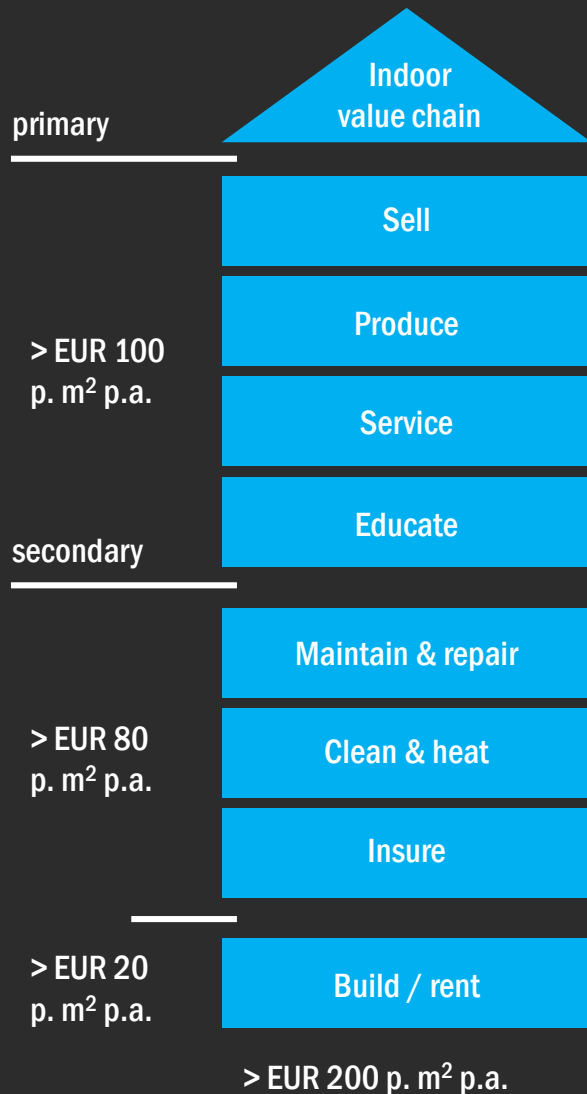 Indoor
value chain
primary
Sell
Produce
> EUR 100
p. m² p.a.
Service
Educate
secondary
Maintain & repair
> EUR 80
p. m² p.a.
Clean & heat
Insure
> EUR 20
p. m² p.a.
Build / rent
> EUR 200 p. m² p.a.